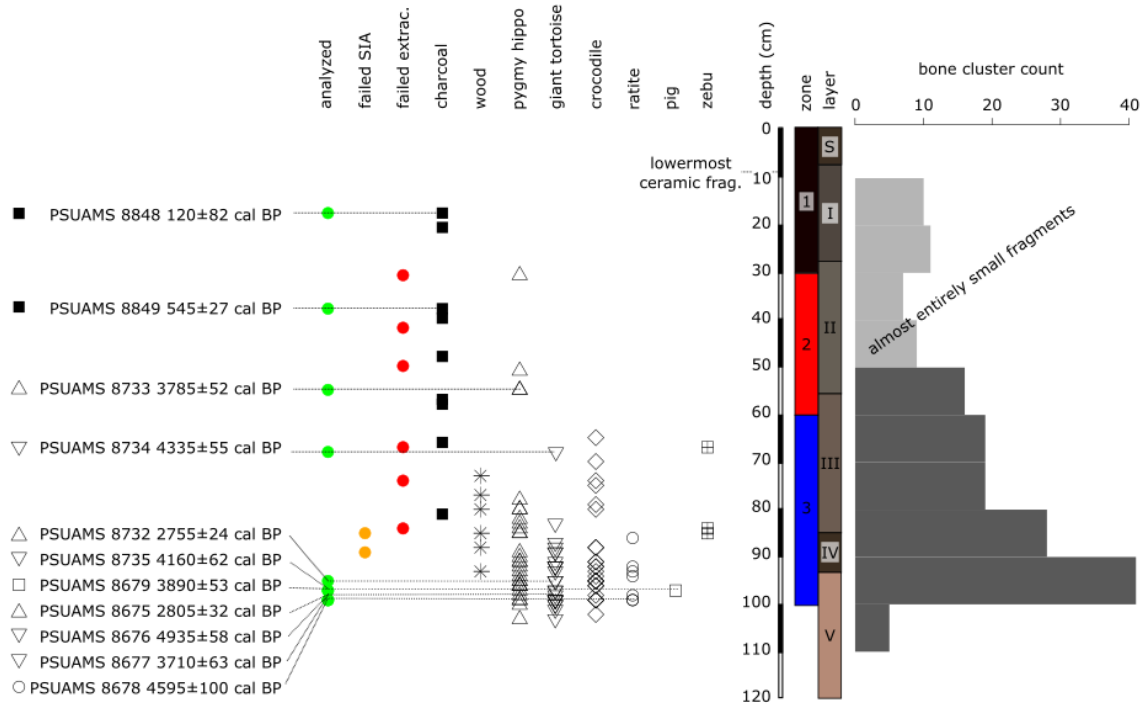 analyzed
failed SIA
failed extrac.
charcoal
wood
pygmy hippo
giant tortoise
crocodile
ratite
pig
zebu
depth (cm)
zone
layer
bone cluster count
0
10
20
30
40
PSUAMS 8848 120±82 cal BP
PSUAMS 8849 545±27 cal BP
PSUAMS 8733 3785±52 cal BP
PSUAMS 8734 4335±55 cal BP
PSUAMS 8732 2755±24 cal BP
PSUAMS 8735 4160±62 cal BP
PSUAMS 8679 3890±53 cal BP
PSUAMS 8675 2805±32 cal BP
PSUAMS 8676 4935±58 cal BP
PSUAMS 8677 3710±63 cal BP
PSUAMS 8678 4595±100 cal BP
lowermost
ceramic frag.
0
10
20
30
40
50
60
70
80
90
100
110
120
1
2
3
S
I
II
III
IV
V
almost entirely small fragments